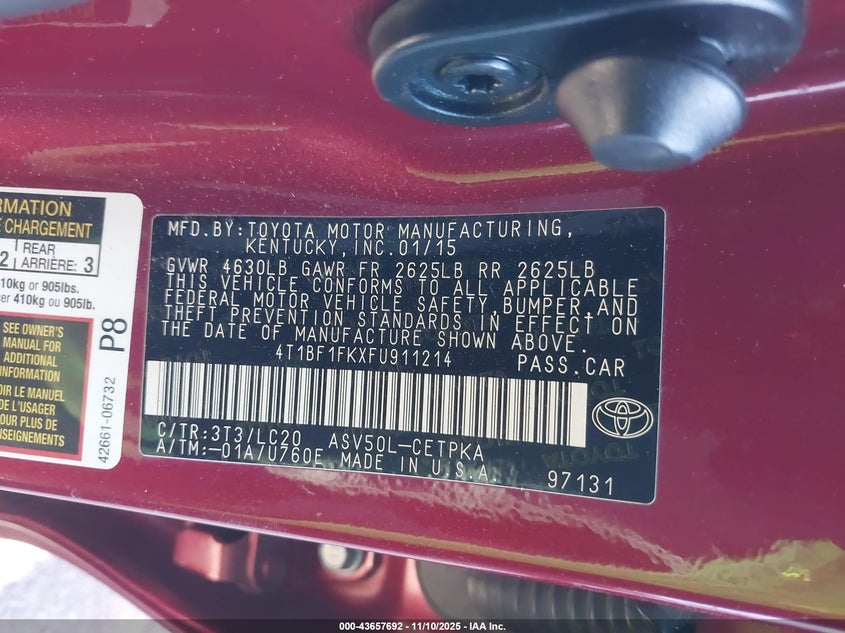 RMATION
CHARGEMENT
2 REAR
ARRIÈRE: 3
10kg or 905lbs.
ser 410kg ou 905lb.
SEE OWNER'S
MANUAL FOR
ADDITIONAL
INFORMATION
OIR LE MANUEL
DE L'USAGER
POUR PLUS DE
ENSEIGNEMENTS
P8
42661-06732
MFD.BY:TOYOTA MOTOR MANUFACTURING,
KENTUCKY,INC.01/15
GVWR 4630LB GAWR FR 2625LB RR 2625LB
THIS VEHICLE CONFORMS TO ALL APPLICABLE
FEDERAL MOTOR VEHICLE SAFETY,BUMPER,AND
THEFT PREVENTION STANDARDS IN EFFECT ON
THE DATE OF MANUFACTURE SHOWN ABOVE.
4T1BF1FKXFU911214 PASS.CAR
C/TR:3T3/LC20 ASV50L-CETPKA
A/TM:-01A/U760E MADE IN U.S.A.
97131
000-43657692 - 11/10/2025 - IAA Inc.